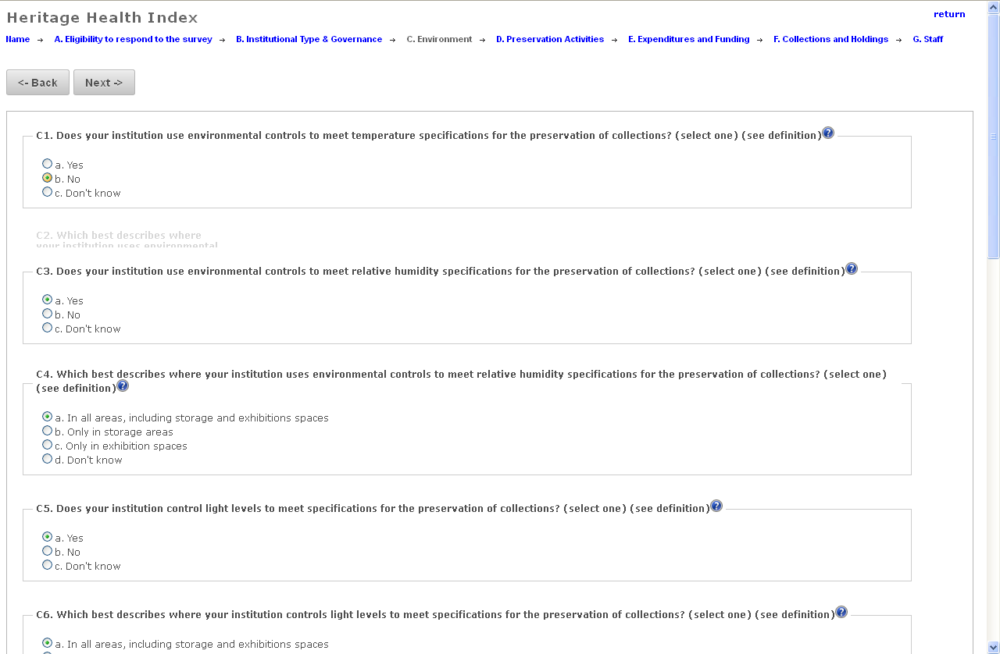 Heritage Health Index
return
Name → A. Eligibility to respond to the survey → B. Institutional Type & Governance → C. Environment → D. Preservation Activities → E. Expenditures and Funding → F. Collections and Holdings → G. Staff
<- Back Next ->
C1. Does your institution use environmental controls to meet temperature specifications for the preservation of collections? (select one) (see definition)?
a. Yes
b. No
c. Don't know
C2. Which best describes where
your institution uses environmental
C3. Does your institution use environmental controls to meet relative humidity specifications for the preservation of collections? (select one) (see definition)?
a. Yes
b. No
c. Don't know
C4. Which best describes where your institution uses environmental controls to meet relative humidity specifications for the preservation of collections? (select one)
(see definition)?
a. In all areas, including storage and exhibitions spaces
b. Only in storage areas
c. Only in exhibition spaces
d. Don't know
C5. Does your institution control light levels to meet specifications for the preservation of collections? (select one) (see definition)?
a. Yes
b. No
c. Don't know
C6. Which best describes where your institution controls light levels to meet specifications for the preservation of collections? (select one) (see definition)?
a. In all areas, including storage and exhibitions spaces